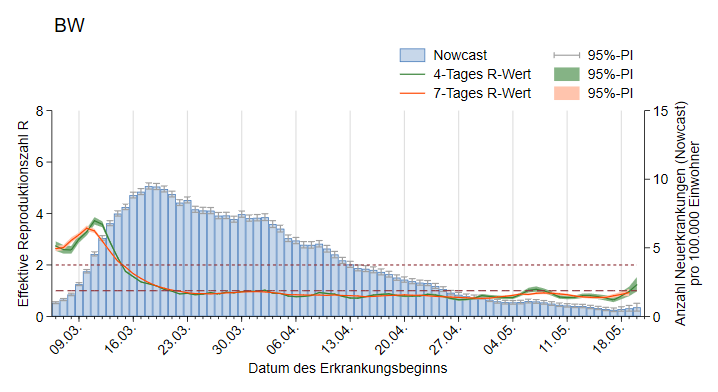 BW
Nowcast 95%-PI
4-Tages R-Wert 95%-PI
7-Tages R-Wert 95%-PI
Effektive Reproduktionszahl R
8
6
4
2
0
15
10
5
0
Anzahl Neuerkrankungen (Nowcast)
pro 100.000 Einwohner
09.03. 16.03. 23.03. 30.03. 06.04. 13.04. 20.04. 27.04. 04.05. 11.05. 18.05.
Datum des Erkrankungsbeginns